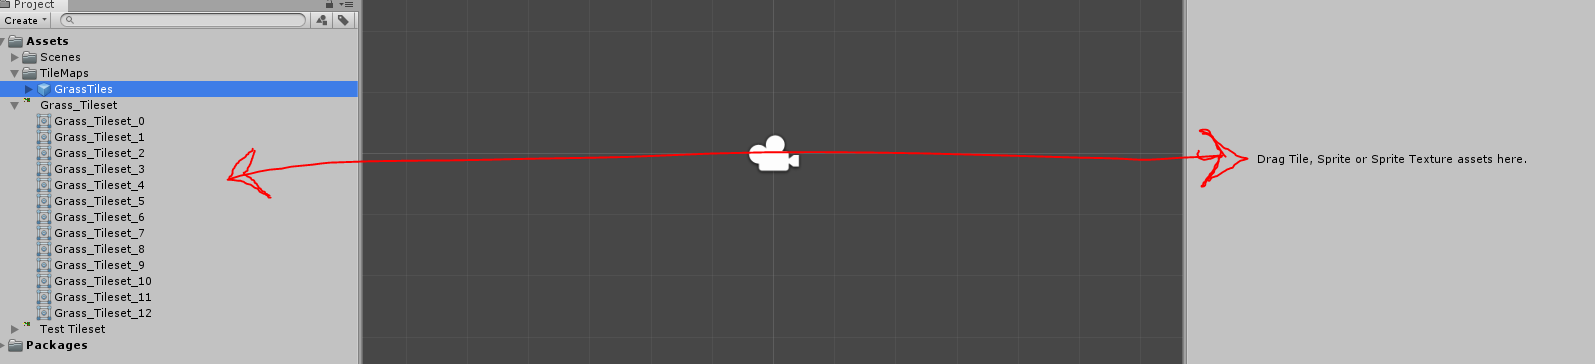 Project
Create
Assets
Scenes
TileMaps
GrassTiles
Grass_Tileset
Grass_Tileset_0
Grass_Tileset_1
Grass_Tileset_2
Grass_Tileset_3
Grass_Tileset_4
Grass_Tileset_5
Grass_Tileset_6
Grass_Tileset_7
Grass_Tileset_8
Grass_Tileset_9
Grass_Tileset_10
Grass_Tileset_11
Grass_Tileset_12
Test Tileset
Packages
Drag Tile, Sprite or Sprite Texture assets here.